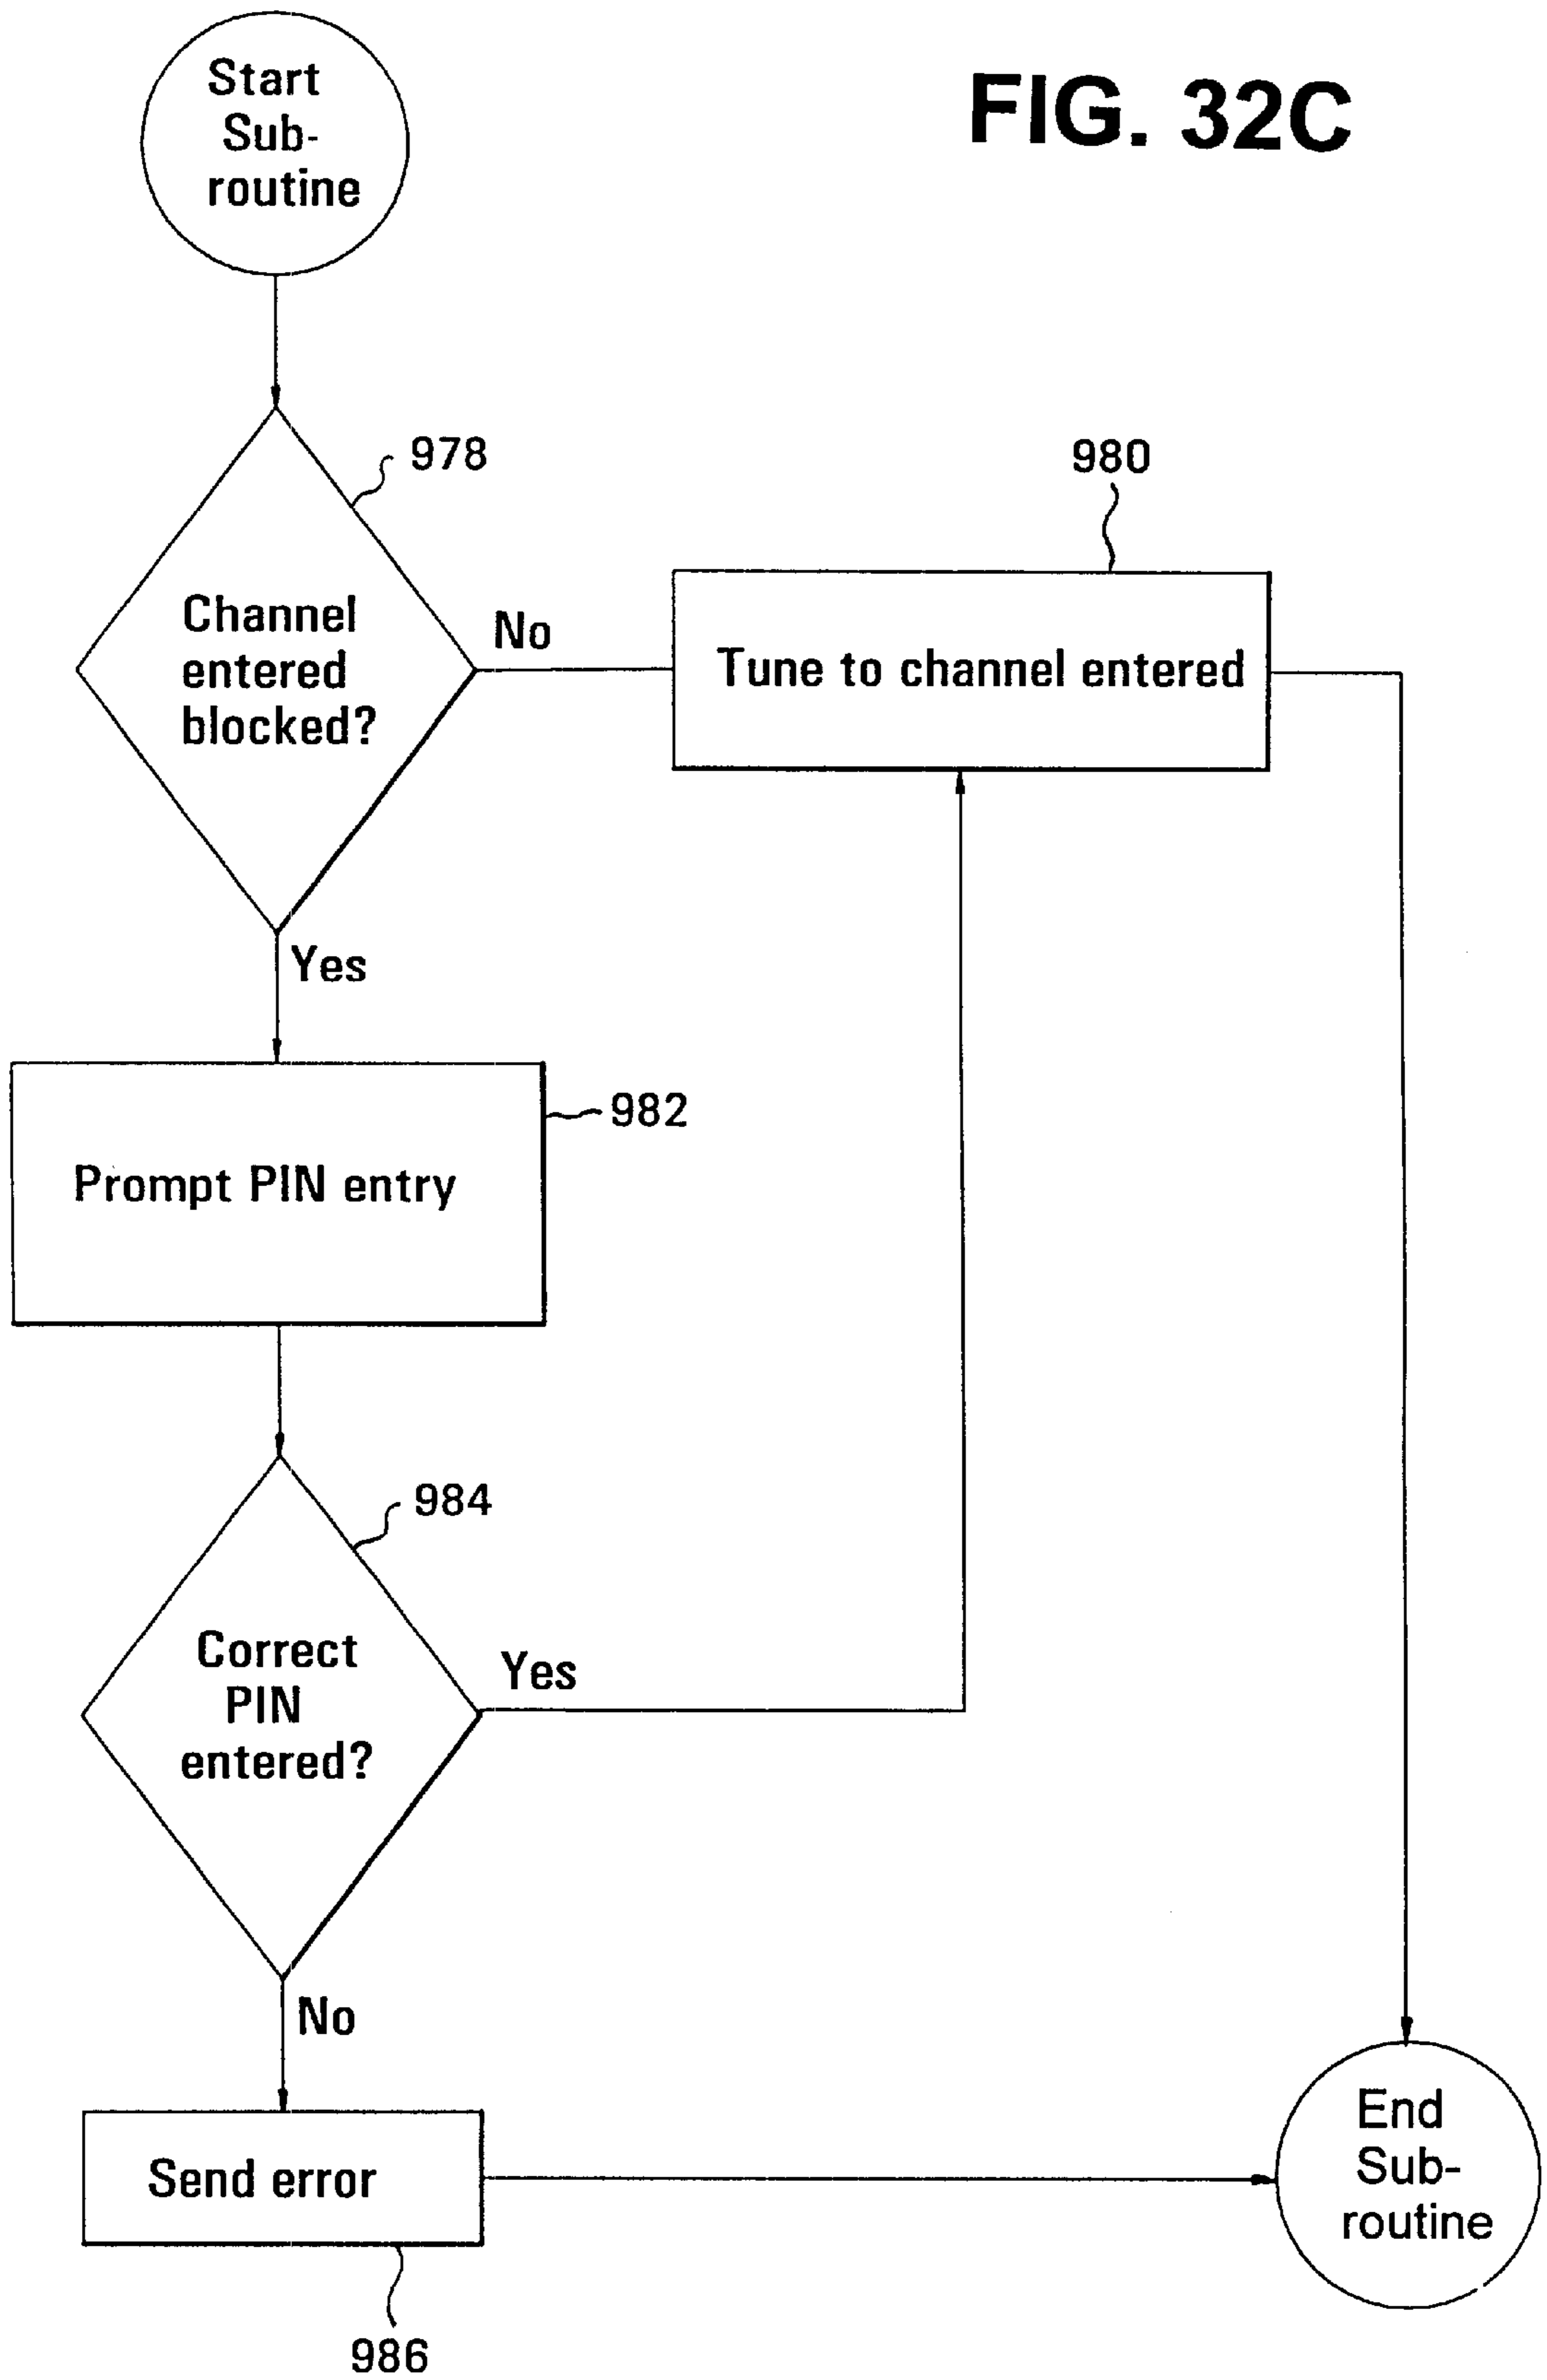 FIG. 32C
Start
Sub-
routine
978
Channel
entered
blocked?
No
980
Tune to channel entered
Yes
982
Prompt PIN entry
984
Correct
PIN
entered?
Yes
No
Send error
986
End
Sub-
routine